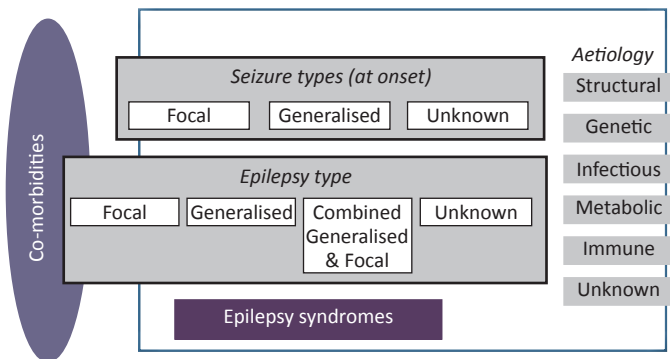 Co-morbidities
Seizure types (at onset)
Focal
Generalised
Unknown
Epilepsy type
Focal
Generalised
Combined
Generalised
& Focal
Unknown
Epilepsy syndromes
Aetiology
Structural
Genetic
Infectious
Metabolic
Immune
Unknown